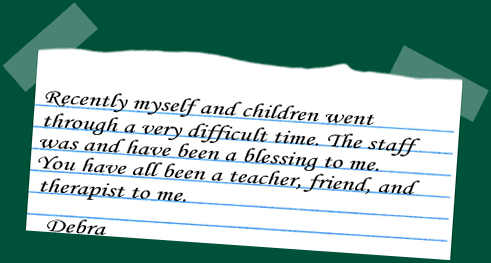 Recently myself and children went
through a very difficult time. The staff
was and have been a blessing to me.
You have all been a teacher, friend, and
therapist to me.
Debra